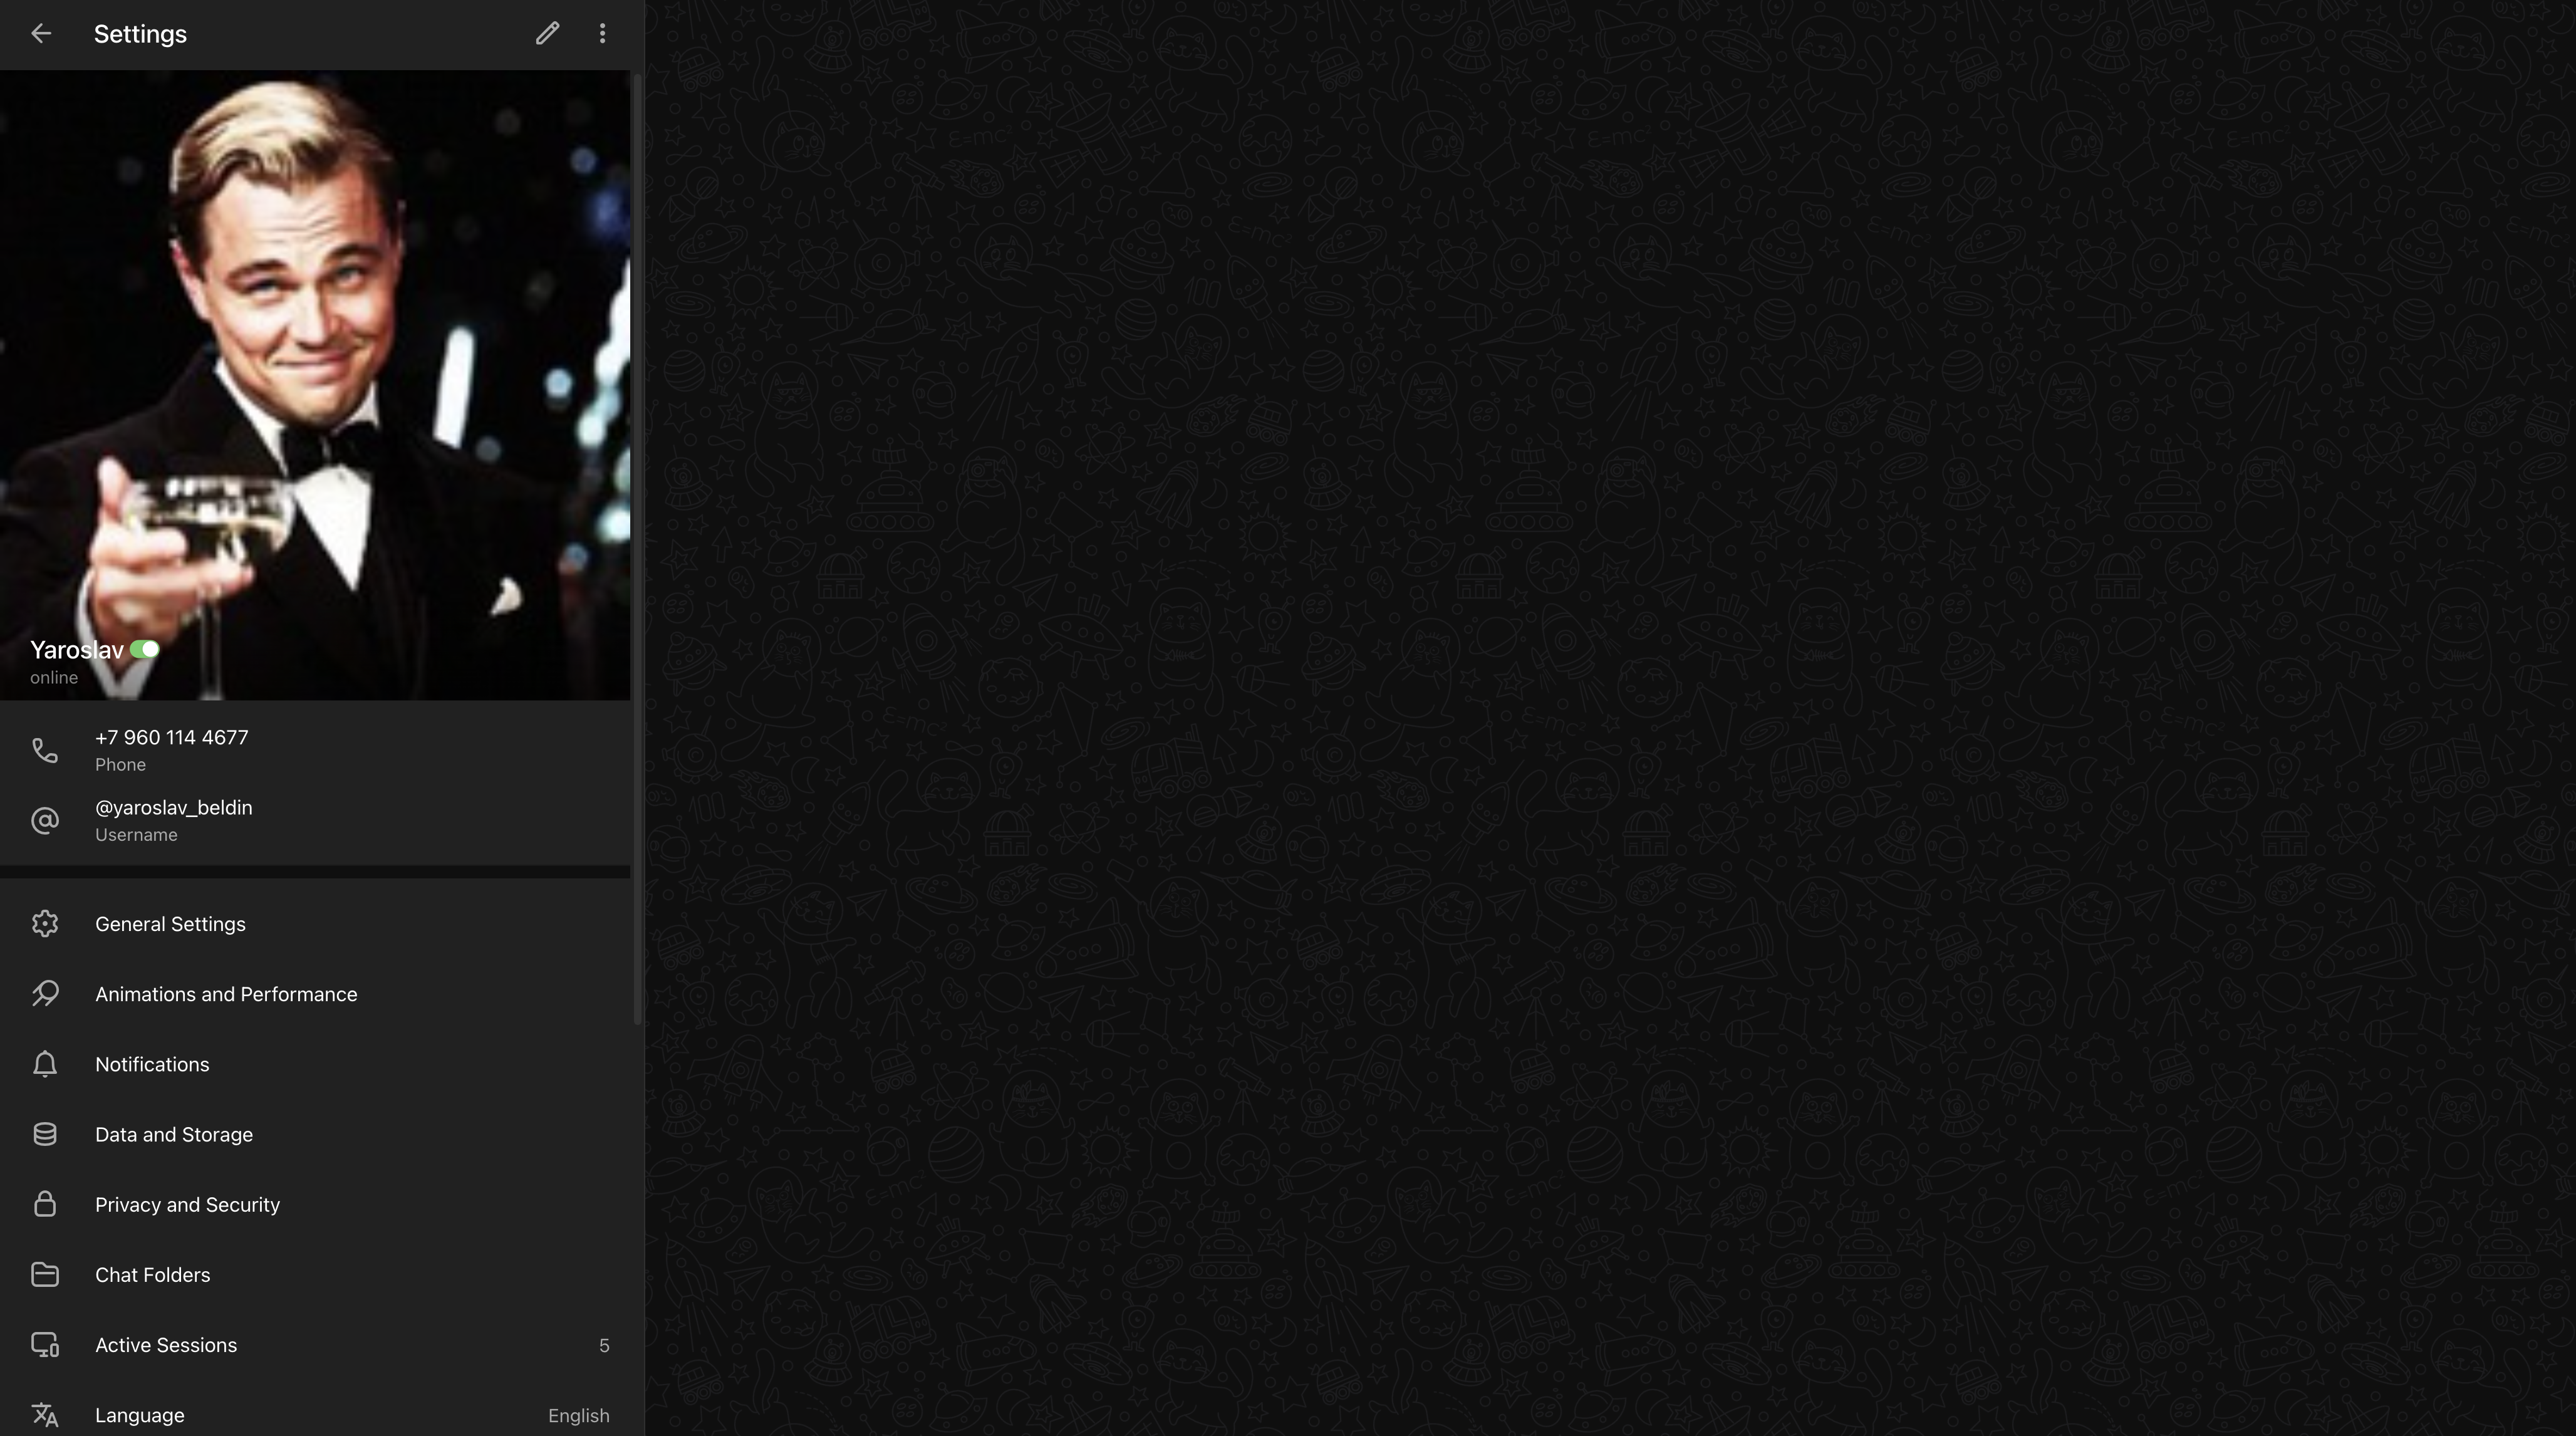 Settings
Yaroslav
online
+7 960 114 4677
Phone
@yaroslav_beldin
Username
General Settings
Animations and Performance
Notifications
Data and Storage
Privacy and Security
Chat Folders
Active Sessions 5
Language English